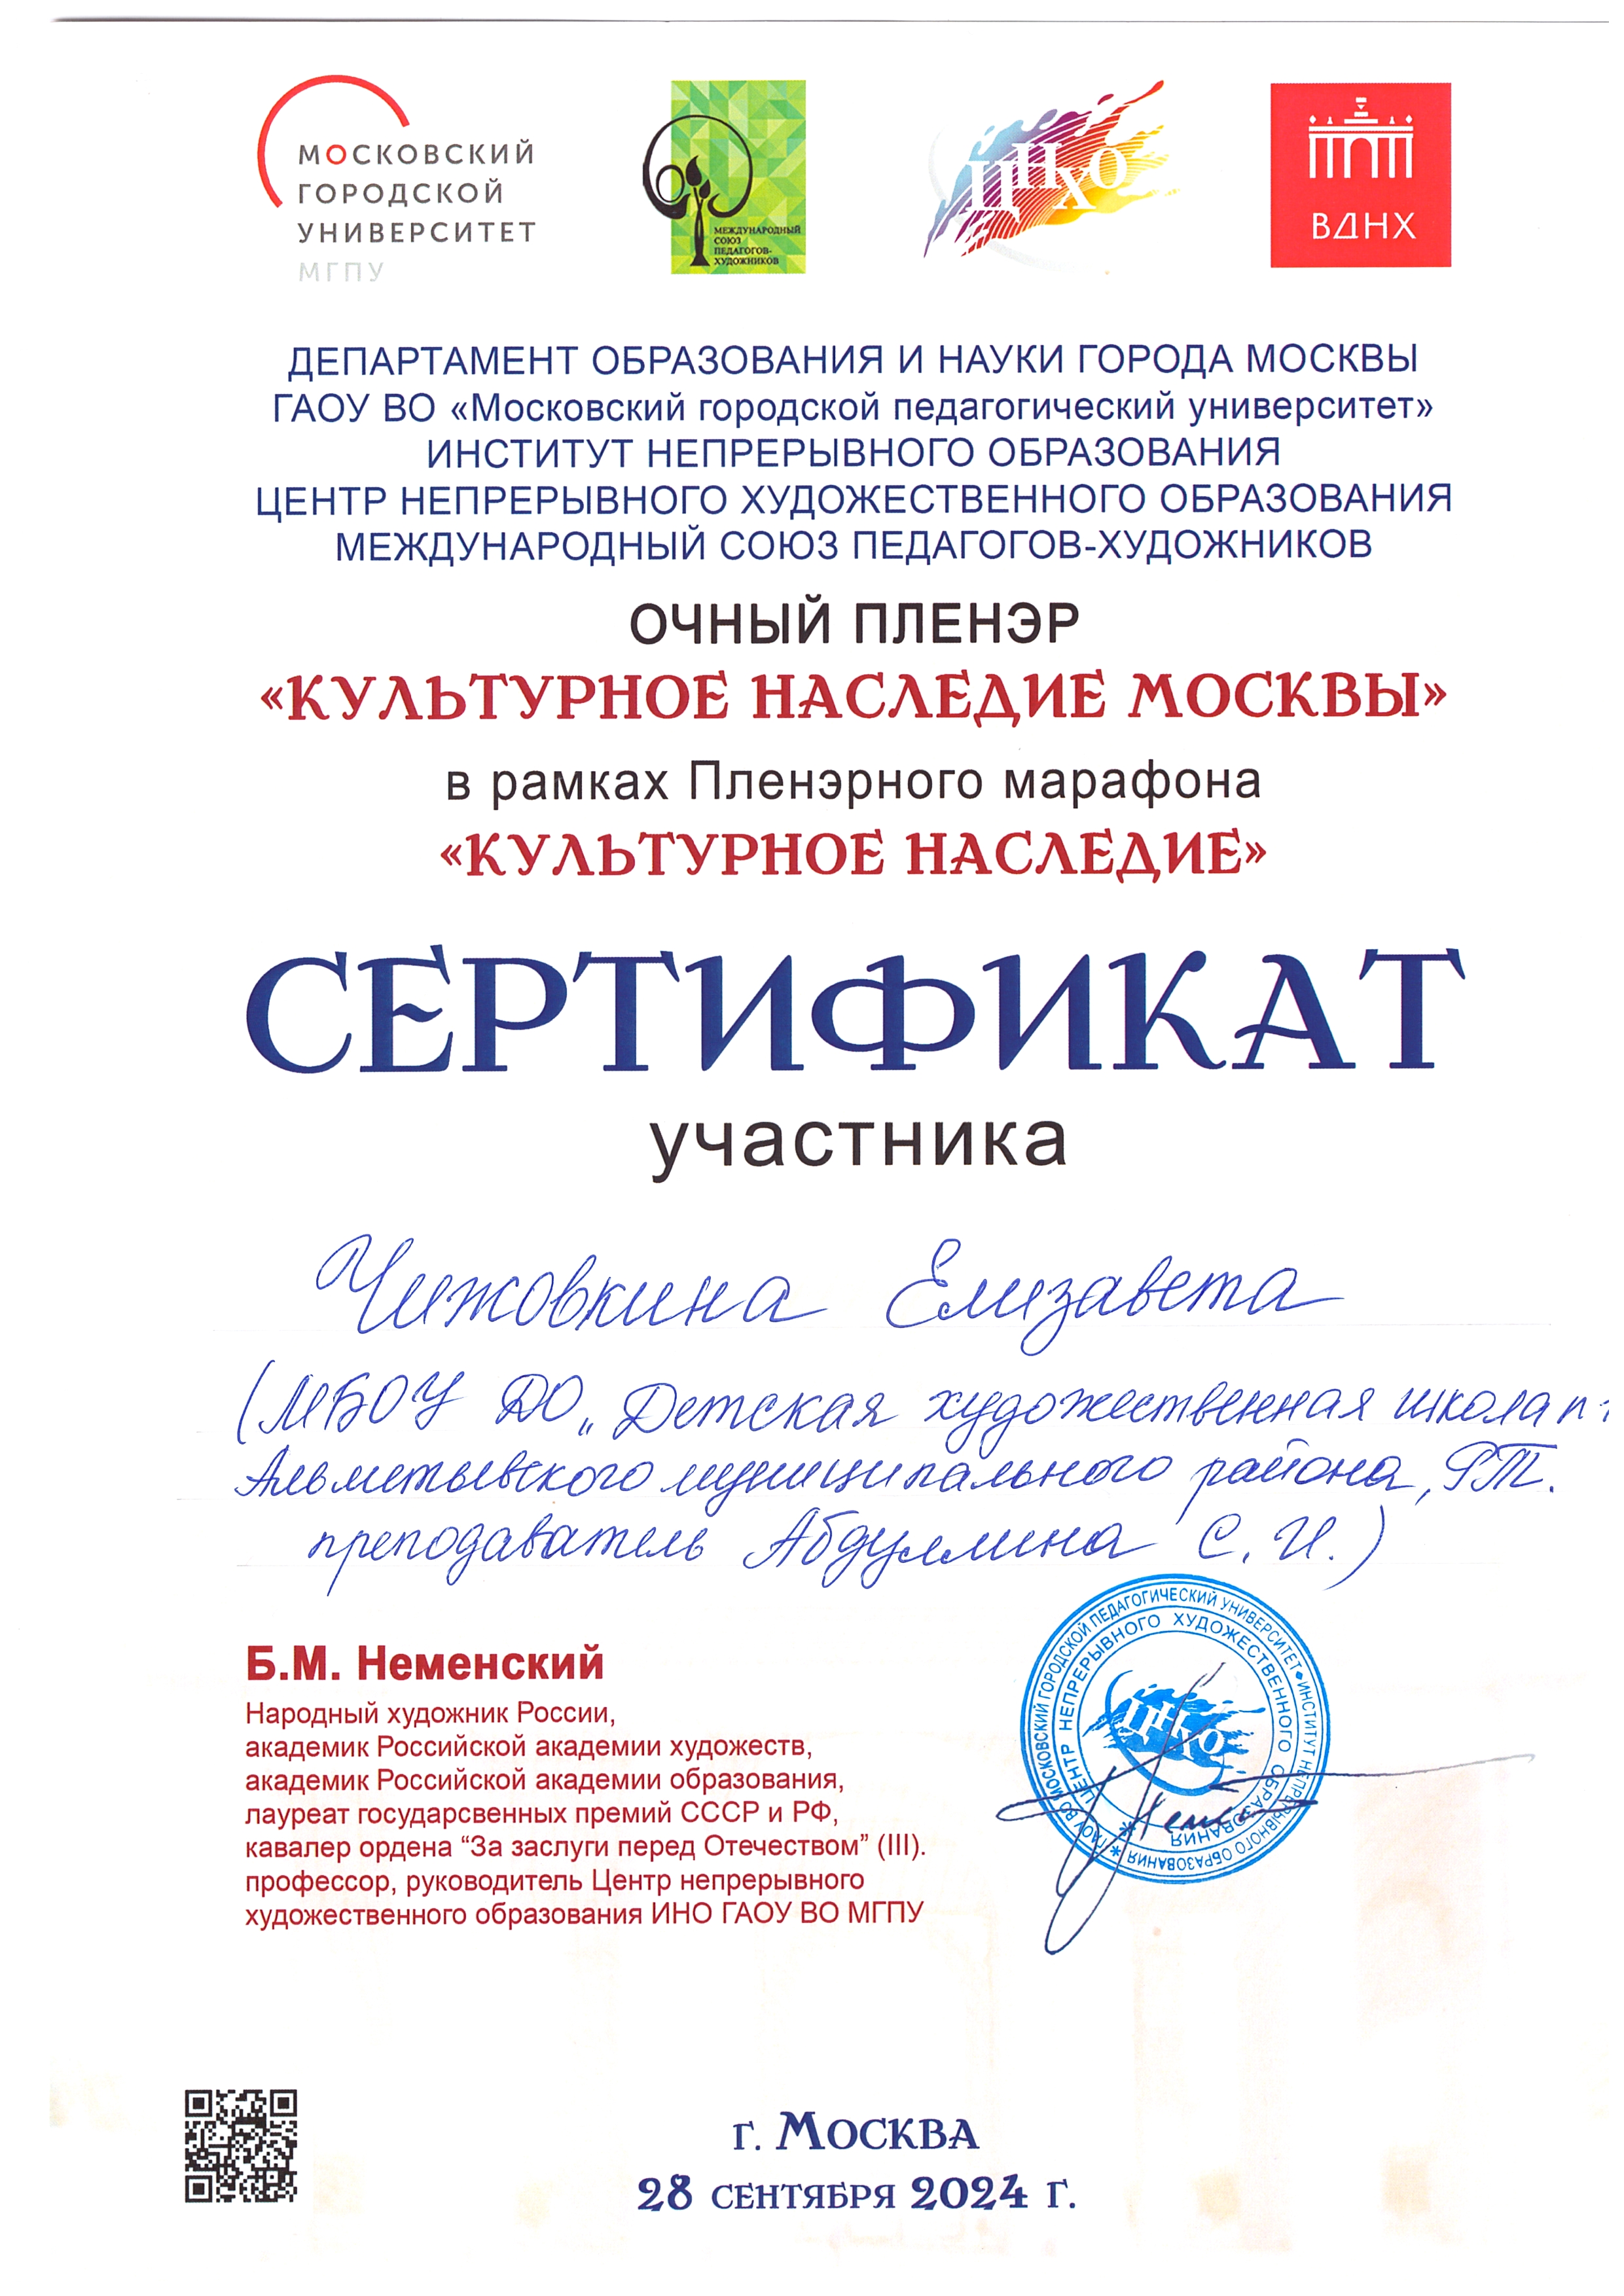 МОСКОВСКИЙ
ГОРОДСКОЙ
УНИВЕРСИТЕТ
МГПУ
МЕЖДУНАРОДНЫЙ
СОЮЗ
ПЕДАГОГОВ-
ХУДОЖНИКОВ
ЦНХО
ВДНХ
ДЕПАРТАМЕНТ ОБРАЗОВАНИЯ И НАУКИ ГОРОДА МОСКВЫ
ГАОУ ВО «Московский городской педагогический университет»
ИНСТИТУТ НЕПРЕРЫВНОГО ОБРАЗОВАНИЯ
ЦЕНТР НЕПРЕРЫВНОГО ХУДОЖЕСТВЕННОГО ОБРАЗОВАНИЯ
МЕЖДУНАРОДНЫЙ СОЮЗ ПЕДАГОГОВ-ХУДОЖНИКОВ
ОЧНЫЙ ПЛЕНЭР
«КУЛЬТУРНОЕ НАСЛЕДИЕ МОСКВЫ»
в рамках Пленэрного марафона
«КУЛЬТУРНОЕ НАСЛЕДИЕ»
СЕРТИФИКАТ
участника
Чижовкина Елизавета
(МБОУ ДО „Детская художественная школа
Альметьевского муниципального района, РТ.
преподаватель Абдуллина С. И.)
Б.М. Неменский
Народный художник России,
академик Российской академии художеств,
академик Российской академии образования,
лауреат государсвенных премий СССР и РФ,
кавалер ордена “За заслуги перед Отечеством” (III).
профессор, руководитель Центр непрерывного
художественного образования ИНО ГАОУ ВО МГПУ
ГАОУ ВО МОСКОВСКИЙ ГОРОДСКОЙ ПЕДАГОГИЧЕСКИЙ УНИВЕРСИТЕТ • ИНСТИТУТ НЕПРЕРЫВНОГО ОБРАЗОВАНИЯ *
ЦЕНТР НЕПРЕРЫВНОГО ХУДОЖЕСТВЕННОГО ОБРАЗОВАНИЯ *
ЦНХО
г. МОСКВА
28 СЕНТЯБРЯ 2024 Г.